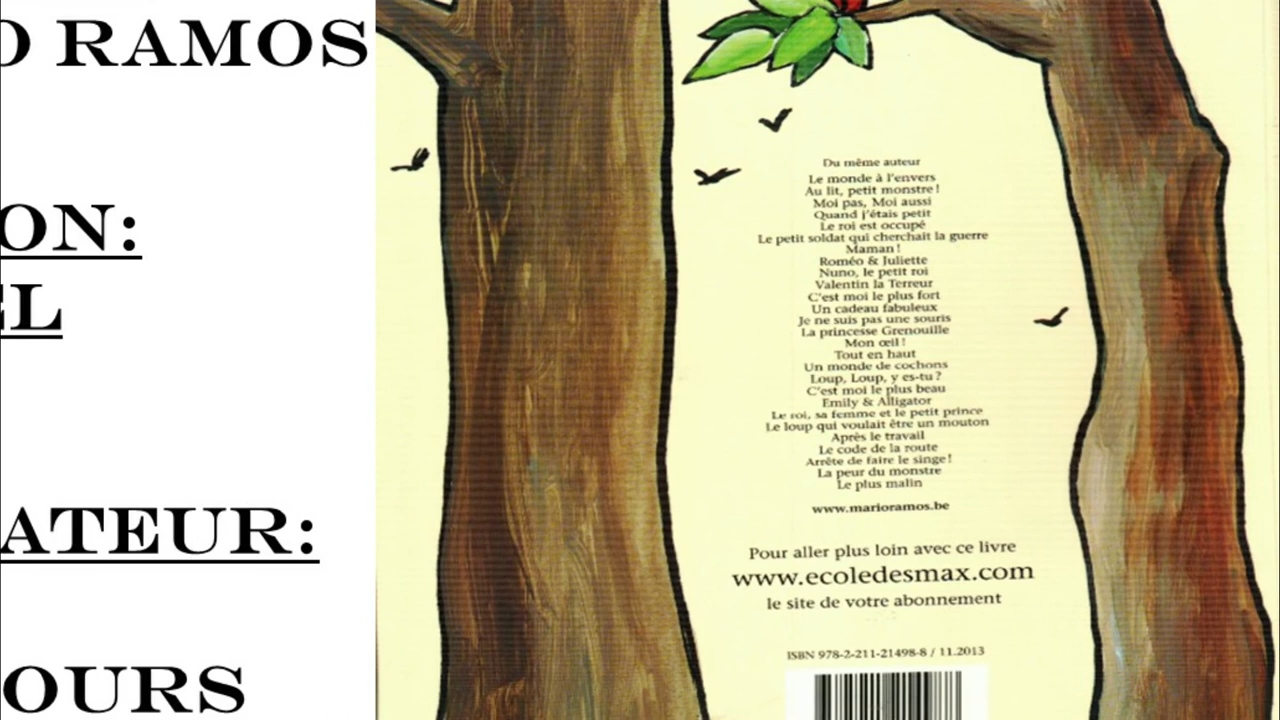 O RAMOS
ON:
EL
ATEUR:
OURS
Du même auteur
Le monde à l'envers
Au lit, petit monstre !
Moi pas, Moi aussi
Quand j'étais petit
Le roi est occupé
Le petit soldat qui cherchait la guerre
Maman !
Roméo & Juliette
Nuno, le petit roi
Valentin la Terreur
C'est moi le plus fort
Un cadeau fabuleux
Je ne suis pas une souris
La princesse Grenouille
Mon œil !
Tout en haut
Un monde de cochons
Loup, Loup, y es-tu ?
C'est moi le plus beau
Emily & Alligator
Le roi, sa femme et le petit prince
Le loup qui voulait être un mouton
Après le travail
Le code de la route
Arrête de faire le singe !
La peur du monstre
Le plus malin
www.marioramos.be
Pour aller plus loin avec ce livre
www.ecoledesmax.com
le site de votre abonnement
ISBN 978-2-211-21498-8 / 11.2013